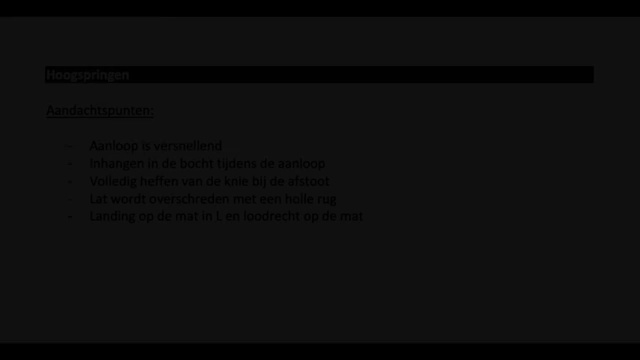 Hoogspringen
Aandachtspunten:
- Aanloop is versnellend
- Inhangen in de bocht tijdens de aanloop
- Volledig heffen van de knie bij de afstoot
- Lat wordt overschreden met een holle rug
- Landing op de mat in L en loodrecht op de mat